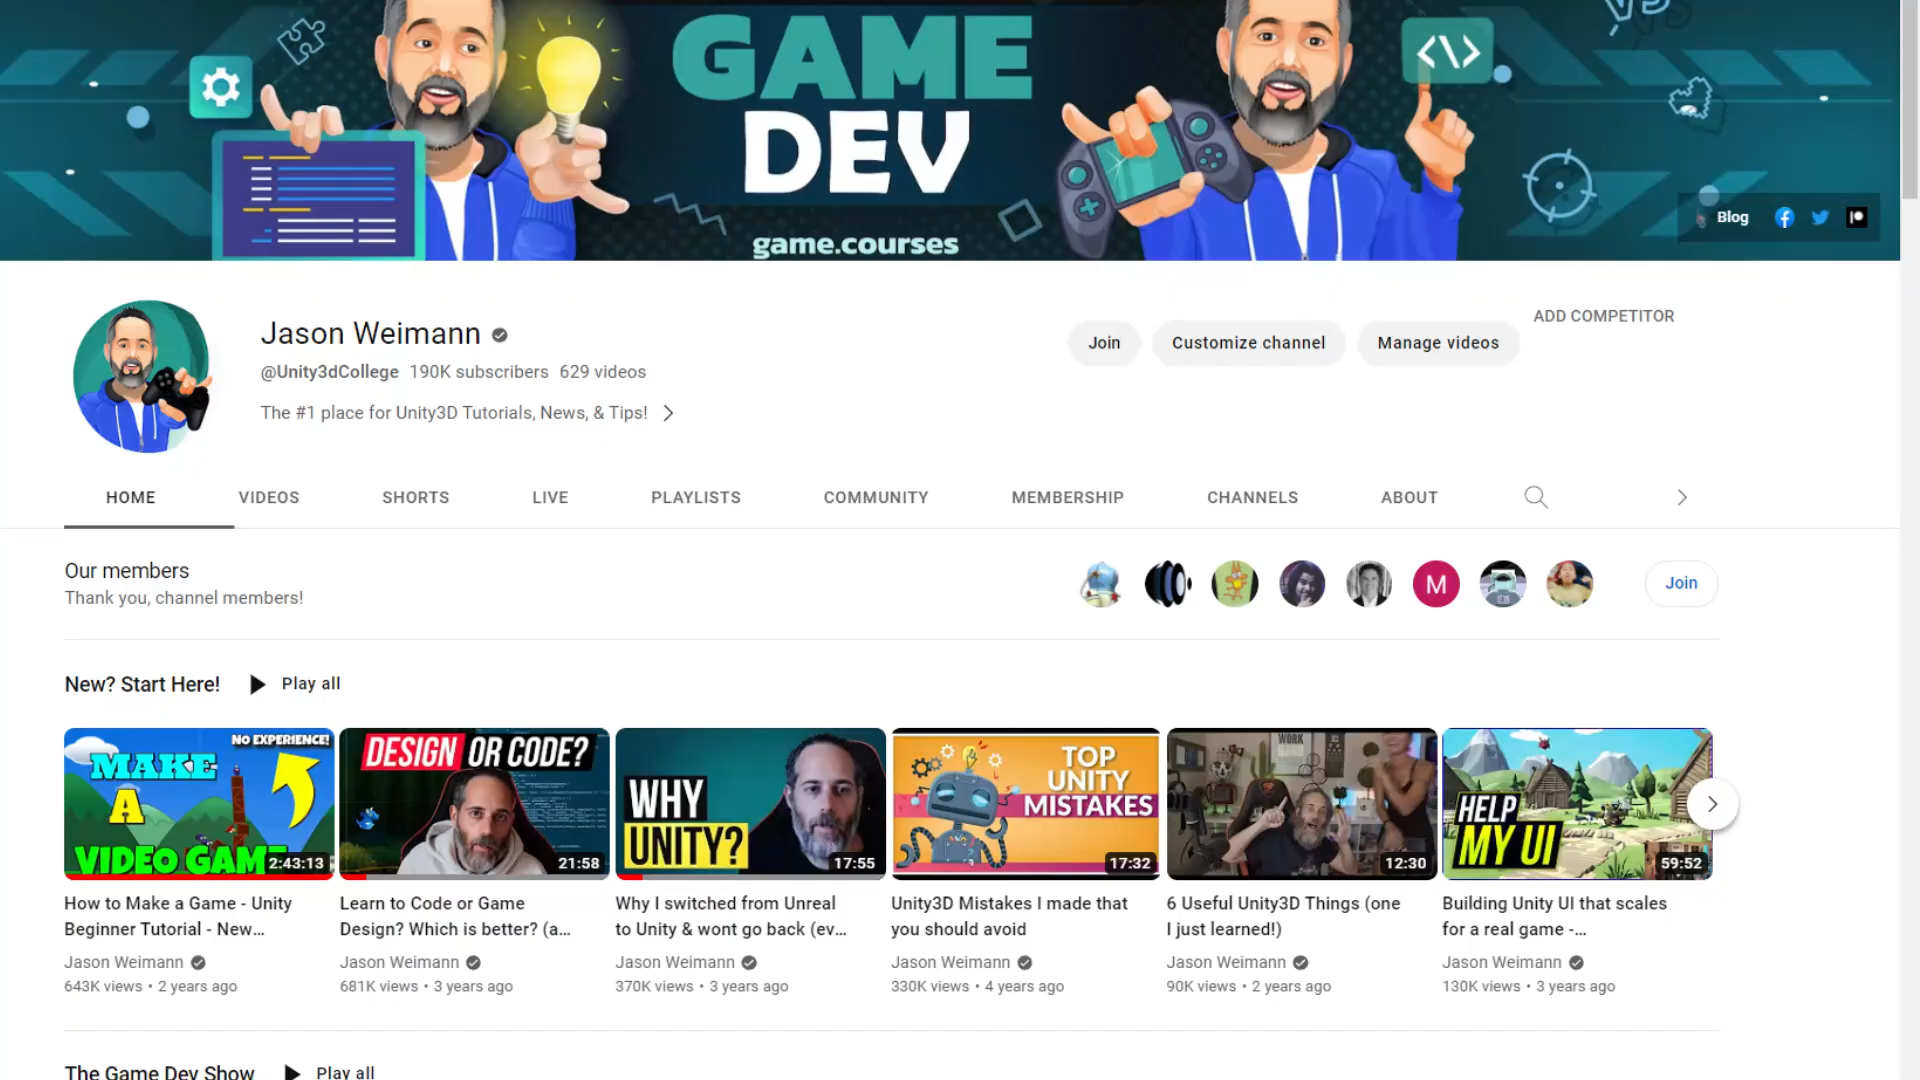 VS
GAME
DEV
game.courses
Blog
Jason Weimann
@Unity3dCollege 190K subscribers 629 videos
The #1 place for Unity3D Tutorials, News, & Tips!
Join
Customize channel
Manage videos
ADD COMPETITOR
HOME
VIDEOS
SHORTS
LIVE
PLAYLISTS
COMMUNITY
MEMBERSHIP
CHANNELS
ABOUT
Our members
Thank you, channel members!
M
Join
New? Start Here!
Play all
NO EXPERIENCE!
MAKE
A
VIDEO GAM
2:43:13
How to Make a Game - Unity
Beginner Tutorial - New...
Jason Weimann
643K views • 2 years ago
DESIGN OR CODE?
21:58
Learn to Code or Game
Design? Which is better? (a...
Jason Weimann
681K views • 3 years ago
WHY
UNITY?
17:55
Why I switched from Unreal
to Unity & wont go back (ev...
Jason Weimann
370K views • 3 years ago
TOP
UNITY
MISTAKES
17:32
Unity3D Mistakes I made that
you should avoid
Jason Weimann
330K views • 4 years ago
WORK
12:30
6 Useful Unity3D Things (one
I just learned!)
Jason Weimann
90K views • 2 years ago
HELP
MY UI
59:52
Building Unity UI that scales
for a real game -...
Jason Weimann
130K views • 3 years ago
The Game Dev Show
Play all